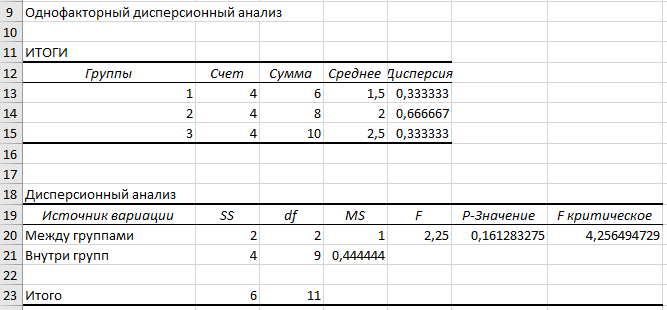 9 Однофакторный дисперсионный анализ
10
11 ИТОГИ
12 Группы Счет Сумма Среднее Дисперсия
13 1 4 6 1,5 0,333333
14 2 4 8 2 0,666667
15 3 4 10 2,5 0,333333
16
17
18 Дисперсионный анализ
19 Источник вариации SS df MS F P-Значение F критическое
20 Между группами 2 2 1 2,25 0,161283275 4,256494729
21 Внутри групп 4 9 0,444444
22
23 Итого 6 11